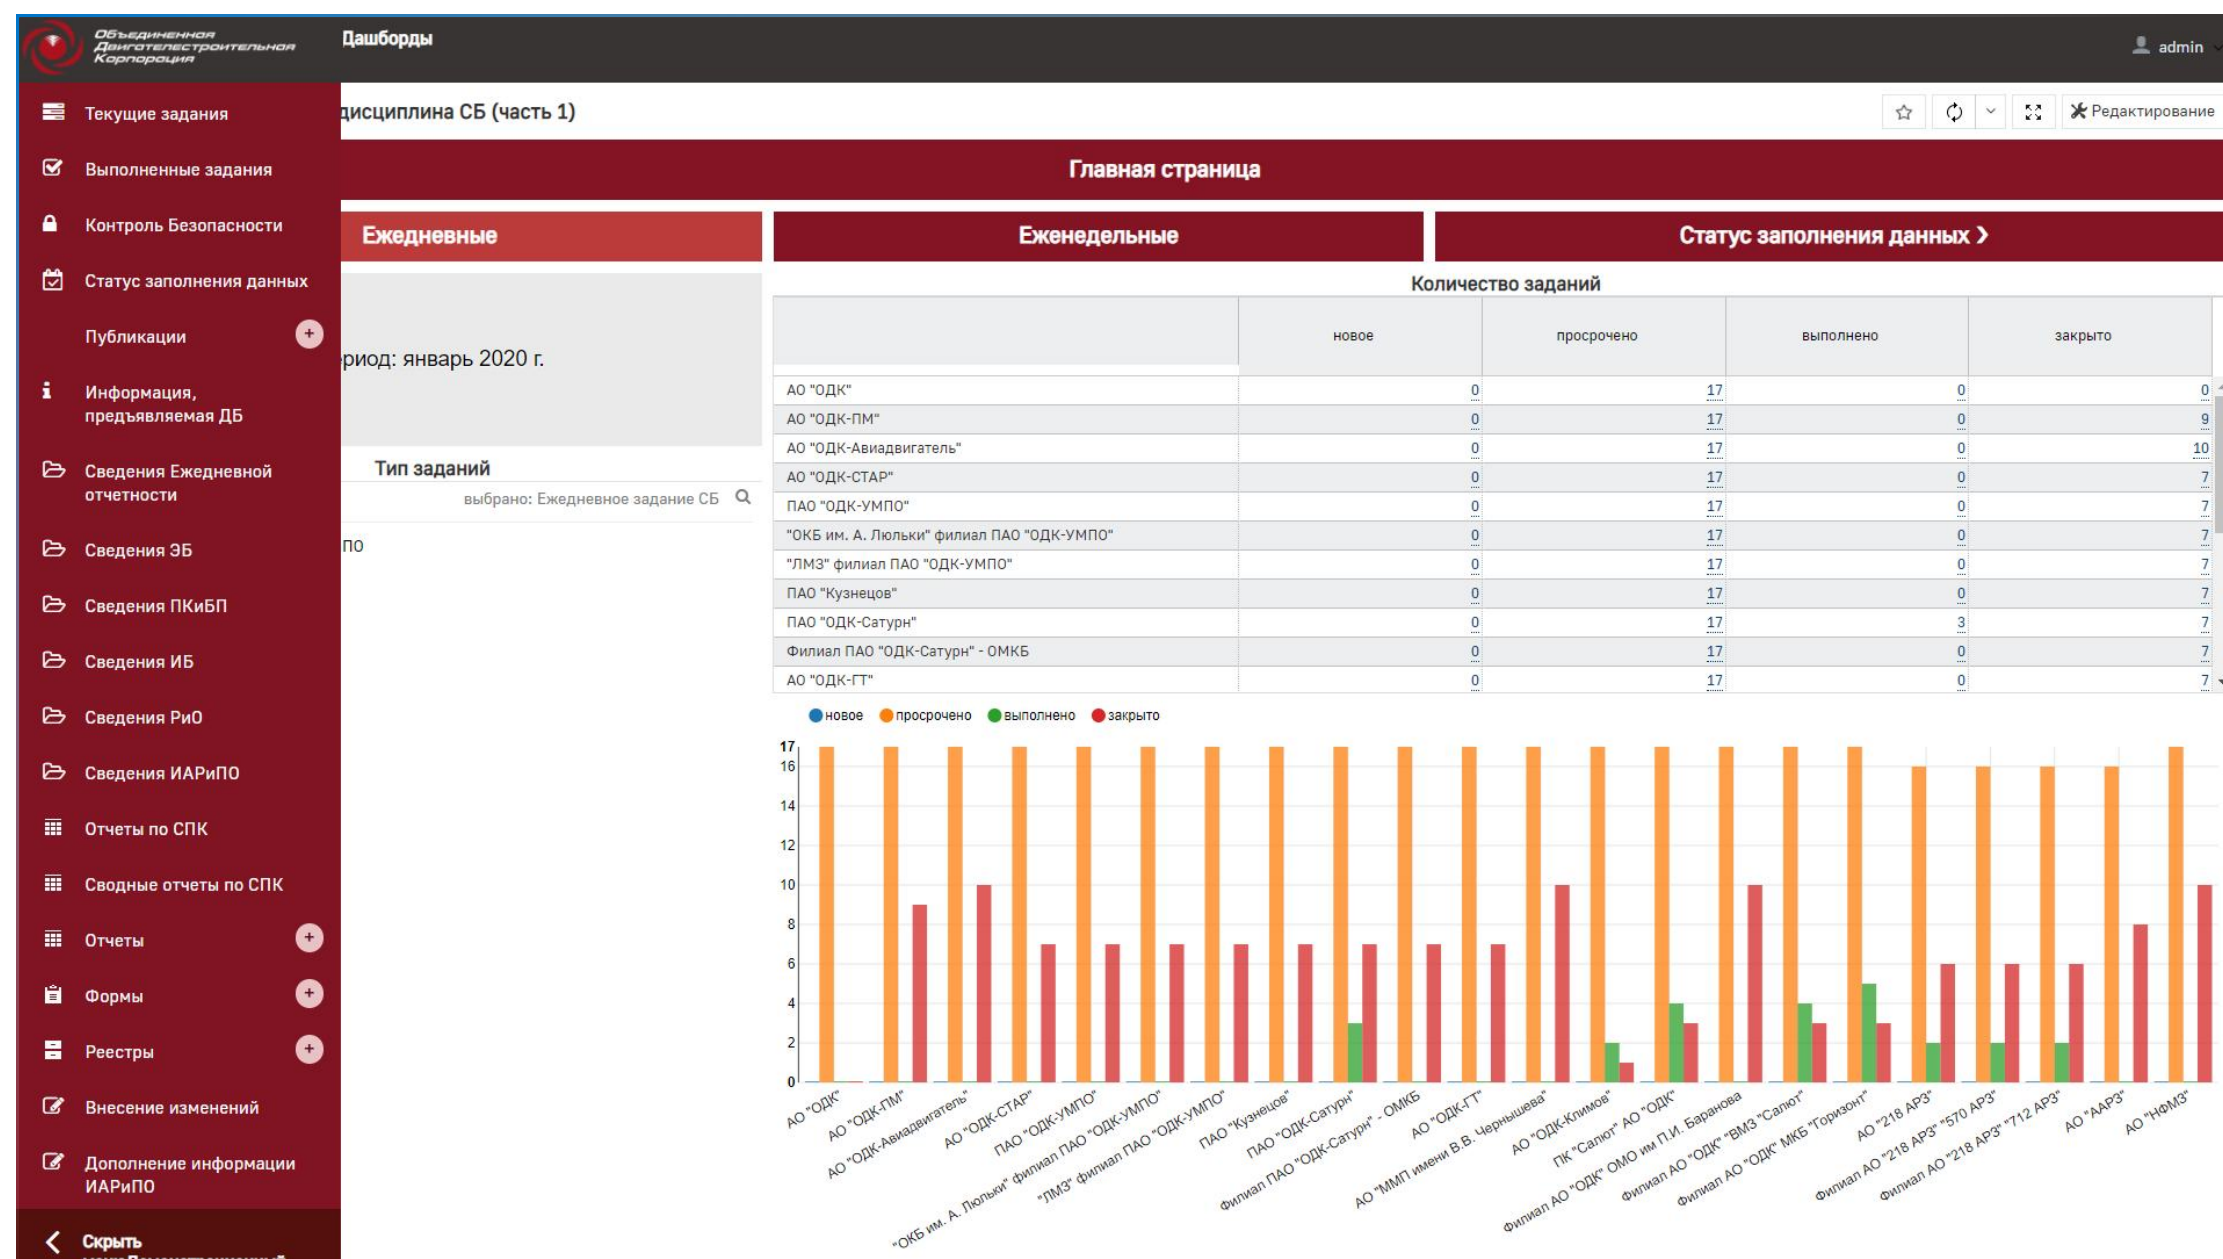 Объединенная
Двигателестроительная
Корпорация
Дашборды
admin
Текущие задания
Выполненные задания
Контроль Безопасности
Статус заполнения данных
Публикации
Информация,
предъявляемая ДБ
Сведения Ежедневной
отчетности
Сведения ЭБ
Сведения ПКиБП
Сведения ИБ
Сведения РиО
Сведения ИАРиПО
Отчеты по СПК
Сводные отчеты по СПК
Отчеты
Формы
Реестры
Внесение изменений
Дополнение информации
ИАРиПО
Скрыть
дисциплина СБ (часть 1)
Редактирование
Главная страница
Ежедневные
Еженедельные
Статус заполнения данных
риод: январь 2020 г.
Тип заданий
выбрано: Ежедневное задание СБ
ПО
Количество заданий
новое просрочено выполнено закрыто
АО "ОДК" 0 17 0 0
АО "ОДК-ПМ" 0 17 0 9
АО "ОДК-Авиадвигатель" 0 17 0 10
АО "ОДК-СТАР" 0 17 0 7
ПАО "ОДК-УМПО" 0 17 0 7
"ОКБ им. А. Люльки" филиал ПАО "ОДК-УМПО" 0 17 0 7
"ЛМЗ" филиал ПАО "ОДК-УМПО" 0 17 0 7
ПАО "Кузнецов" 0 17 0 7
ПАО "ОДК-Сатурн" 0 17 3 7
Филиал ПАО "ОДК-Сатурн" - ОМКБ 0 17 0 7
АО "ОДК-ГТ" 0 17 0 7
новое просрочено выполнено закрыто
17
16
14
12
10
8
6
4
2
0
АО "ОДК"
АО "ОДК-ПМ"
АО "ОДК-Авиадвигатель"
АО "ОДК-СТАР"
ПАО "ОДК-УМПО"
"ОКБ им. А. Люльки" филиал ПАО "ОДК-УМПО"
"ЛМЗ" филиал ПАО "ОДК-УМПО"
ПАО "Кузнецов"
ПАО "ОДК-Сатурн"
Филиал ПАО "ОДК-Сатурн" - ОМКБ
АО "ОДК-ГТ"
АО "ММП имени В.В. Чернышева"
АО "ОДК-Климов"
ПК "Салют" АО "ОДК"
Филиал АО "ОДК" ОМО им П.И. Баранова
Филиал АО "ОДК" "ВМЗ "Салют"
Филиал АО "ОДК" МКБ "Горизонт"
АО "218 АРЗ"
Филиал АО "218 АРЗ" "570 АРЗ"
Филиал АО "218 АРЗ" "712 АРЗ"
АО "ААРЗ"
АО "НФМЗ"